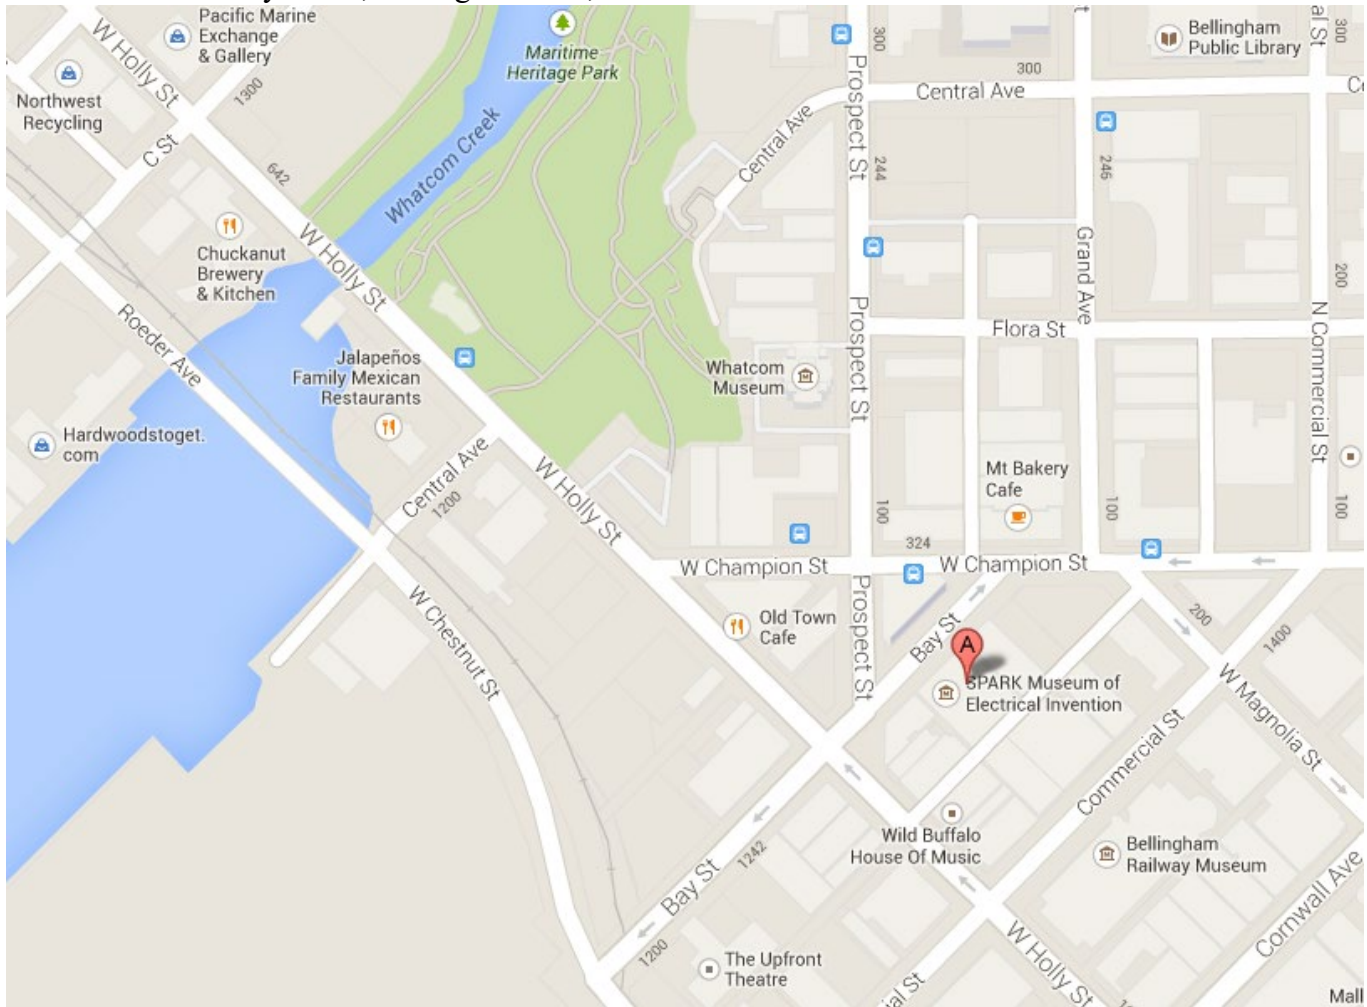 Pacific Marine
Exchange
& Gallery
W Holly St
Northwest
Recycling
1300
C St
642
Maritime
Heritage Park
Whatcom Creek
300
Prospect St
Central Ave
Central Ave
300
Bellingham
Public Library
300
244
246
Chuckanut
Brewery
& Kitchen
W Holly St
Grand Ave
200
Roeder Ave
Prospect St
Flora St
N Commercial St
Jalapeños
Family Mexican
Restaurants
Whatcom
Museum
Hardwoodstoget.
com
Central Ave
1200
W Holly St
Mt Bakery
Cafe
100
100
100
324
W Champion St
W Champion St
W Chestnut St
Prospect St
Old Town
Cafe
Bay St
A
200
1400
SPARK Museum of
Electrical Invention
W Magnolia St
Commercial St
Wild Buffalo
House Of Music
Bellingham
Railway Museum
1242
Bay St
1200
The Upfront
Theatre
W Holly St
Cornwall Ave
Mall